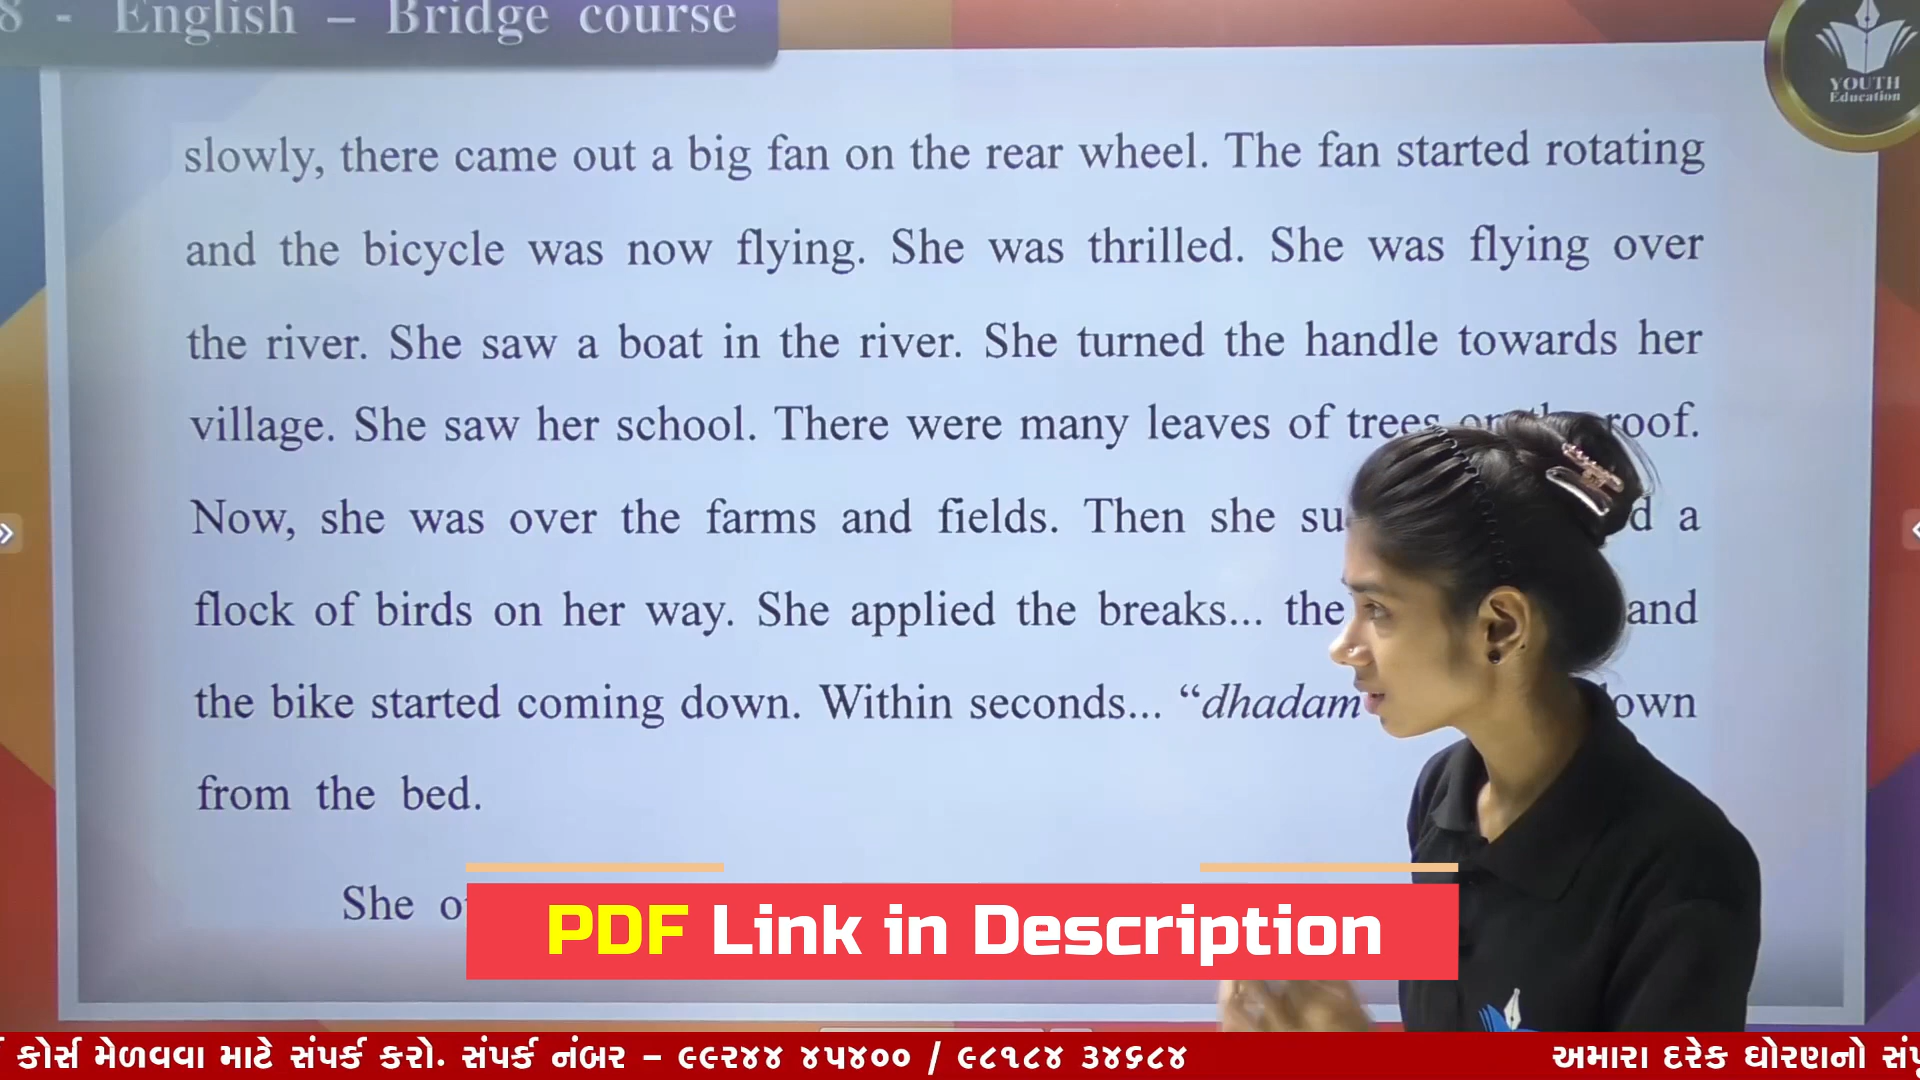 8 - English – Bridge course
YOUTH
Education
slowly, there came out a big fan on the rear wheel. The fan started rotating
and the bicycle was now flying. She was thrilled. She was flying over
the river. She saw a boat in the river. She turned the handle towards her
village. She saw her school. There were many leaves of trees roof.
Now, she was over the farms and fields. Then she a
flock of birds on her way. She applied the breaks... the and
the bike started coming down. Within seconds... “dhadam
from the bed.
She
PDF Link in Description
કોર્સ મેળવવા માટે સંપર્ક કરો. સંપર્ક નંબર – ૯૯૨૪૪ ૪૫૪૦૦ / ૯૮૧૮૪ ૩૪૬૮૪ અમારા દરેક ધોરણનો